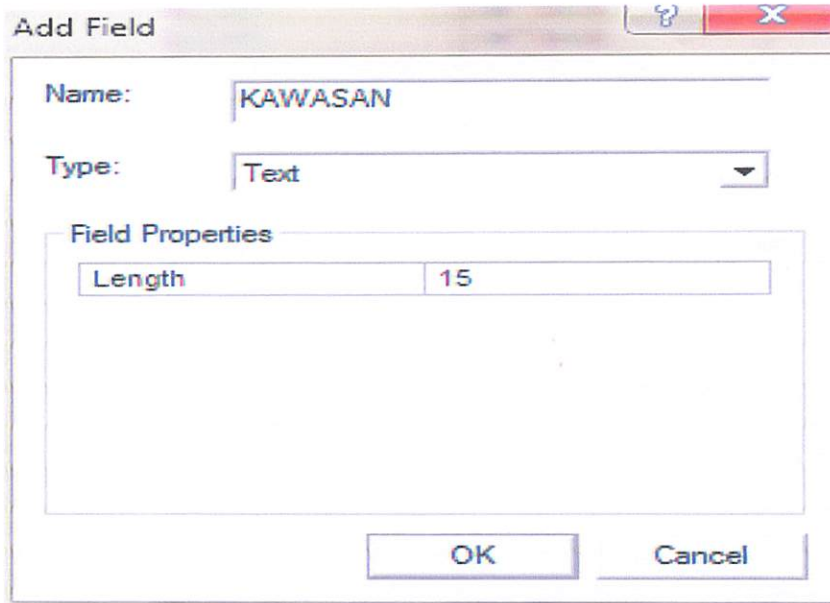 Add Field
Name: KAWASAN
Type: Text
Field Properties
Length 15
OK Cancel